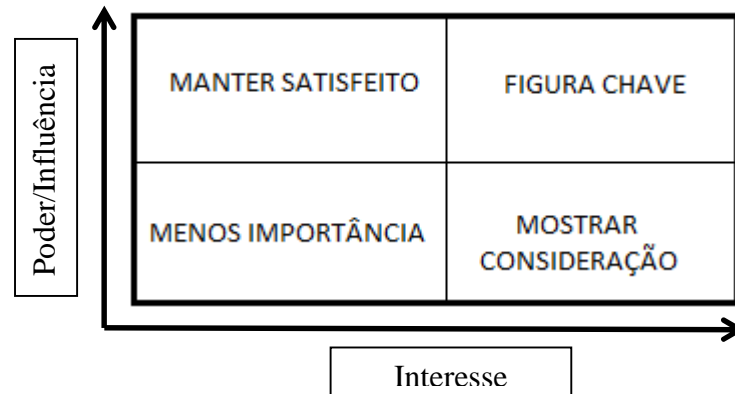 Poder/Influência
MANTER SATISFEITO
FIGURA CHAVE
MENOS IMPORTÂNCIA
MOSTRAR
CONSIDERAÇÃO
Interesse